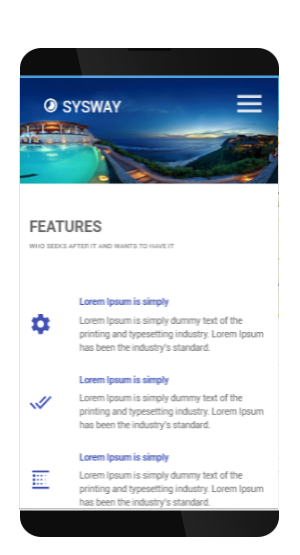 SYSWAY
FEATURES
WHO SEEKS AFTER IT AND WANTS TO HAVE IT
Lorem Ipsum is simply
Lorem Ipsum is simply dummy text of the
printing and typesetting industry. Lorem Ipsum
has been the industry's standard.
Lorem Ipsum is simply
Lorem Ipsum is simply dummy text of the
printing and typesetting industry. Lorem Ipsum
has been the industry's standard.
Lorem Ipsum is simply
Lorem Ipsum is simply dummy text of the
printing and typesetting industry. Lorem Ipsum
has been the industry's standard.